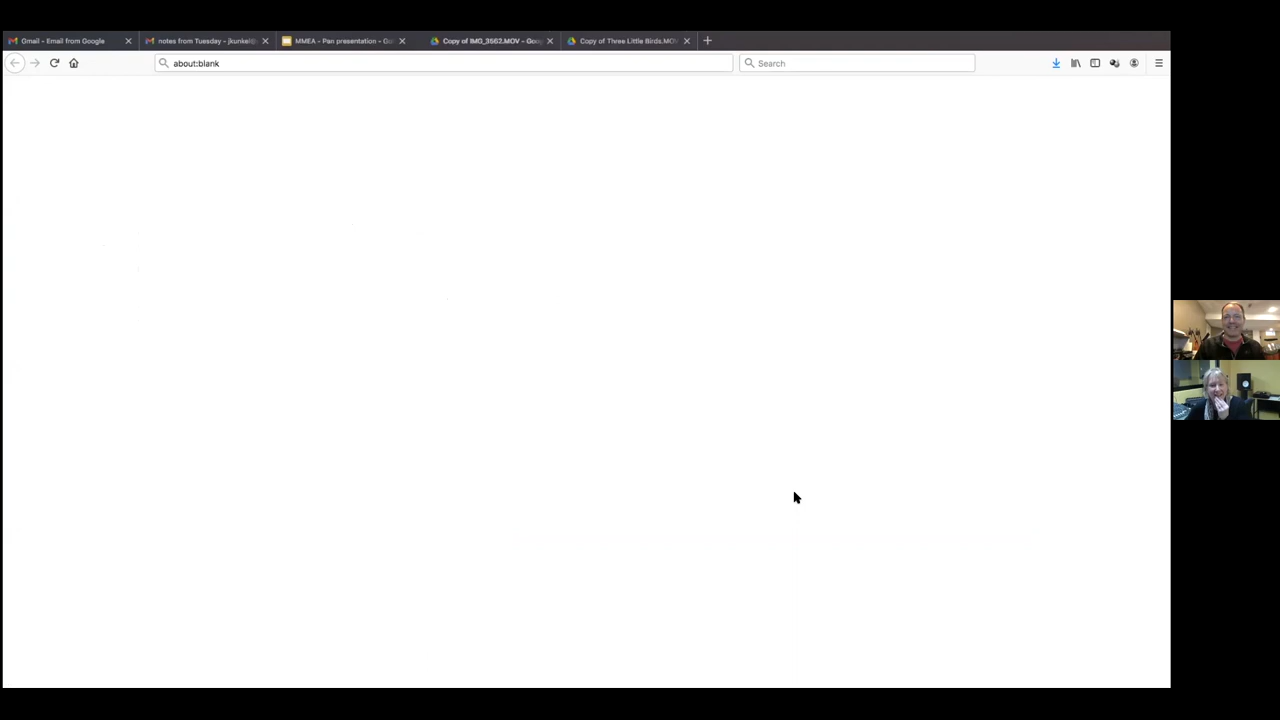 Gmail - Email from Google
notes from Tuesday - jkunkel@
MMEA - Pan presentation - Go
Copy of IMG_3562.MOV - Goo
Copy of Three Little Birds.MO
about:blank
Search